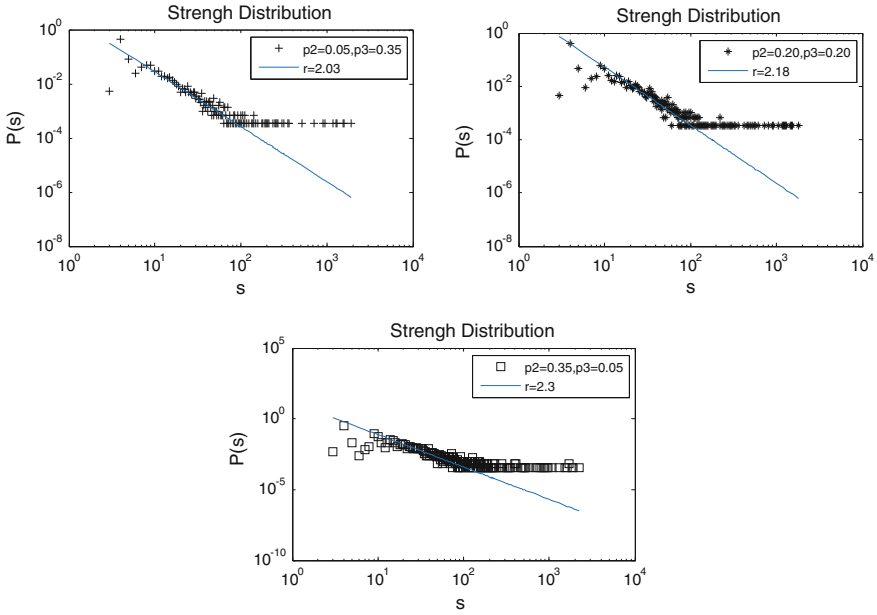 Strengh Distribution
10^0
10^-2
10^-4
10^-6
10^-8
P(s)
p2=0.05,p3=0.35
r=2.03
10^0 10^1 10^2 10^3 10^4
s
Strengh Distribution
10^0
10^-2
10^-4
10^-6
10^-8
P(s)
p2=0.20,p3=0.20
r=2.18
10^0 10^1 10^2 10^3 10^4
s
Strengh Distribution
10^5
10^0
10^-5
10^-10
P(s)
p2=0.35,p3=0.05
r=2.3
10^0 10^1 10^2 10^3 10^4
s